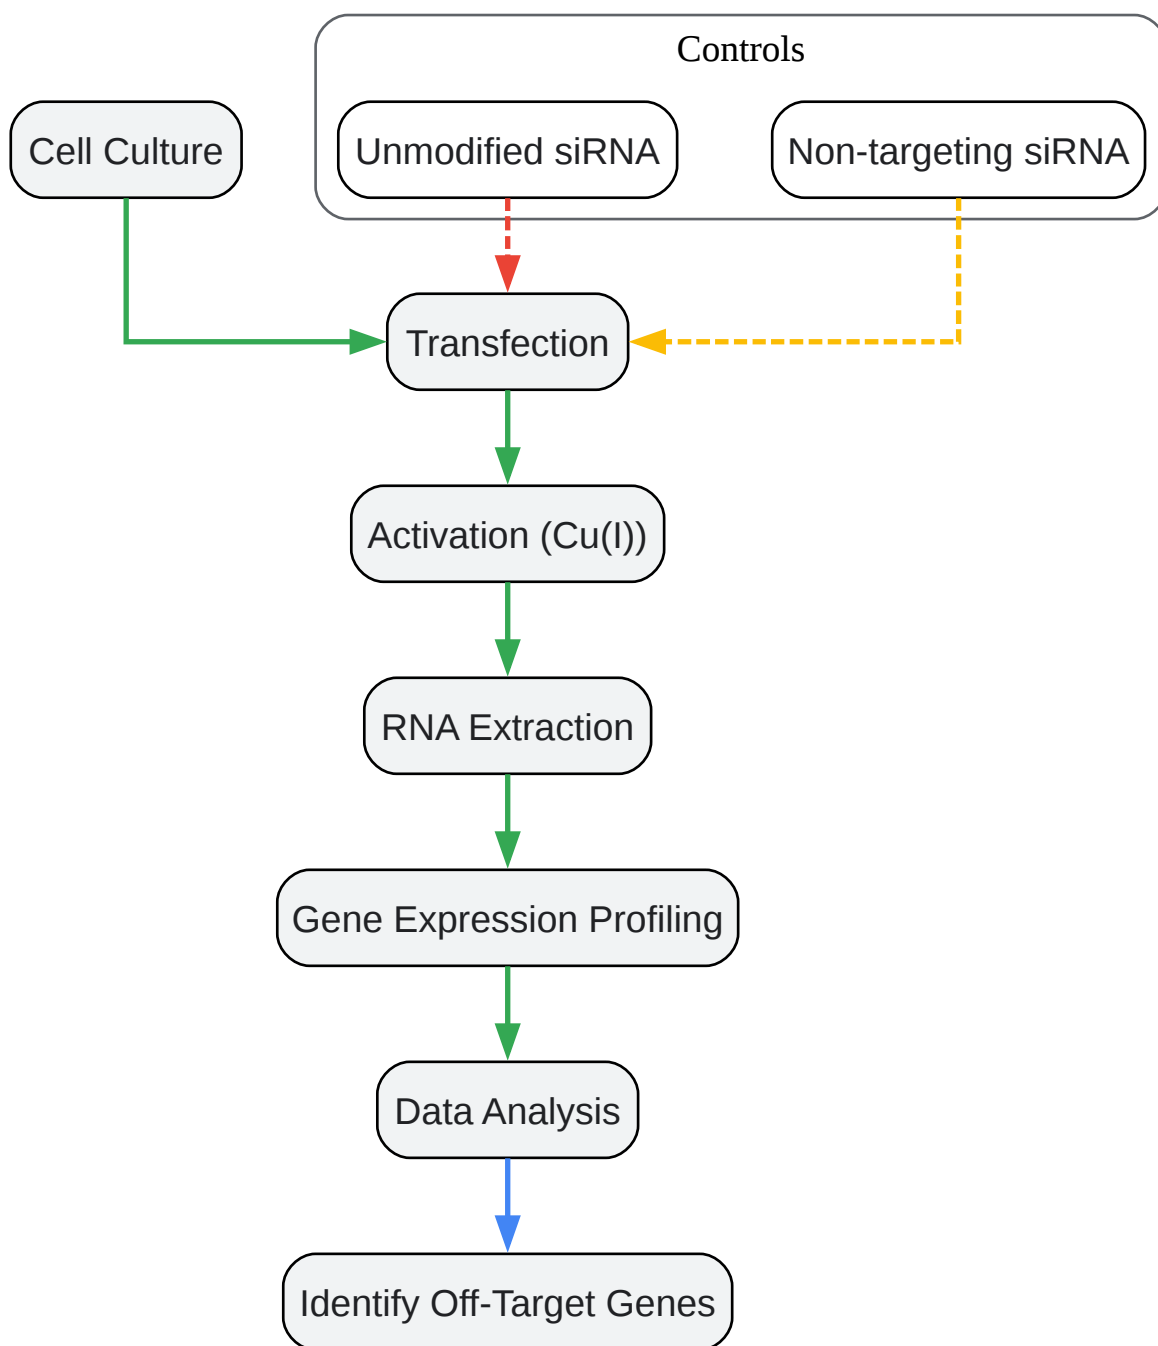 Controls
Cell Culture
Unmodified siRNA
Non-targeting siRNA
Transfection
Activation (Cu(I))
RNA Extraction
Gene Expression Profiling
Data Analysis
Identify Off-Target Genes